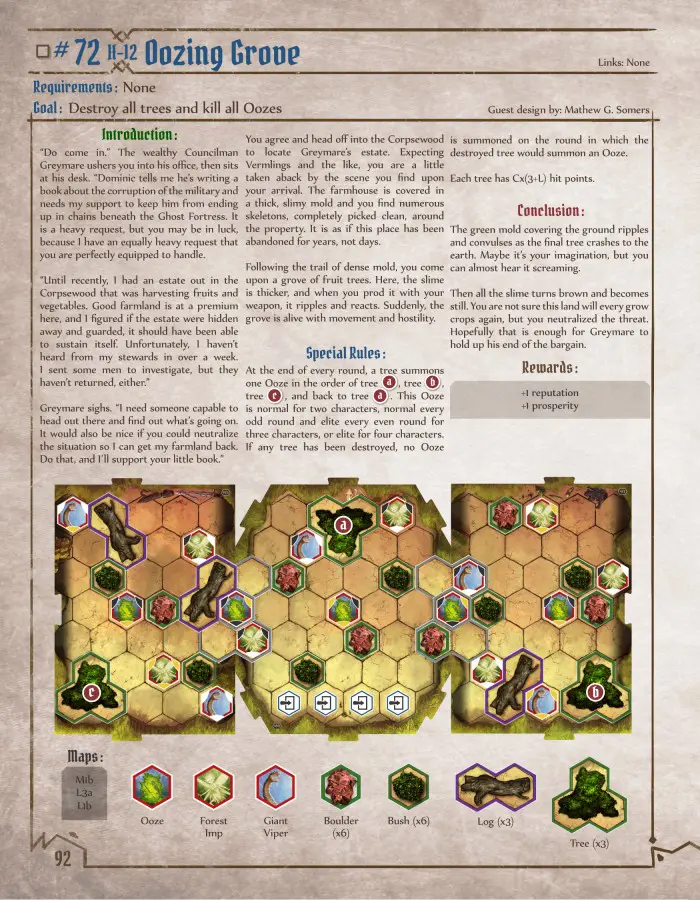 # 72 H-12 Oozing Grove
Links: None
Requirements: None
Goal: Destroy all trees and kill all Oozes
Guest design by: Mathew G. Somers
Introduction:
"Do come in." The wealthy Councilman
Greymare ushers you into his office, then sits
at his desk. "Dominic tells me he's writing a
book about the corruption of the military and
needs my support to keep him from ending
up in chains beneath the Ghost Fortress. It
is a heavy request, but you may be in luck,
because I have an equally heavy request that
you are perfectly equipped to handle.
"Until recently, I had an estate out in the
Corpsewood that was harvesting fruits and
vegetables. Good farmland is at a premium
here, and I figured if the estate were hidden
away and guarded, it should have been able
to sustain itself. Unfortunately, I haven't
heard from my stewards in over a week.
I sent some men to investigate, but they
haven't returned, either."
Greymare sighs. "I need someone capable to
head out there and find out what's going on.
It would also be nice if you could neutralize
the situation so I can get my farmland back.
Do that, and I'll support your little book."
You agree and head off into the Corpsewood
to locate Greymare's estate. Expecting
Vermlings and the like, you are a little
taken aback by the scene you find upon
your arrival. The farmhouse is covered in
a thick, slimy mold and you find numerous
skeletons, completely picked clean, around
the property. It is as if this place has been
abandoned for years, not days.
Following the trail of dense mold, you come
upon a grove of fruit trees. Here, the slime
is thicker, and when you prod it with your
weapon, it ripples and reacts. Suddenly, the
grove is alive with movement and hostility.
Special Rules:
At the end of every round, a tree summons
one Ooze in the order of tree a, tree b,
tree c, and back to tree a. This Ooze
is normal for two characters, normal every
odd round and elite every even round for
three characters, or elite for four characters.
If any tree has been destroyed, no Ooze
is summoned on the round in which the
destroyed tree would summon an Ooze.
Each tree has Cx(3+L) hit points.
Conclusion:
The green mold covering the ground ripples
and convulses as the final tree crashes to the
earth. Maybe it's your imagination, but you
can almost hear it screaming.
Then all the slime turns brown and becomes
still. You are not sure this land will every grow
crops again, but you neutralized the threat.
Hopefully that is enough for Greymare to
hold up his end of the bargain.
Rewards:
+1 reputation
+1 prosperity
a
c
b
Maps:
M1b
L3a
L1b
Ooze
Forest
Imp
Giant
Viper
Boulder
(x6)
Bush (x6)
Log (x3)
Tree (x3)
92